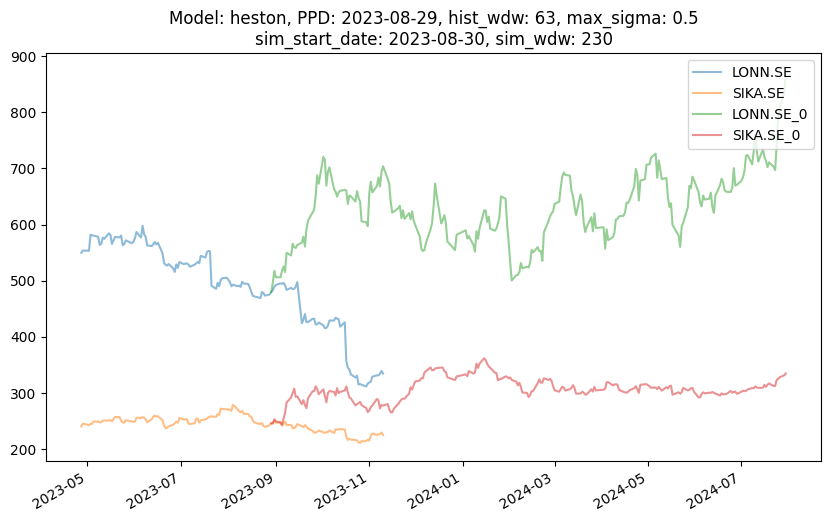 Model: heston, PPD: 2023-08-29, hist_wdw: 63, max_sigma: 0.5
sim_start_date: 2023-08-30, sim_wdw: 230
900
800
700
600
500
400
300
200
LONN.SE
SIKA.SE
LONN.SE_0
SIKA.SE_0
2023-05
2023-07
2023-09
2023-11
2024-01
2024-03
2024-05
2024-07